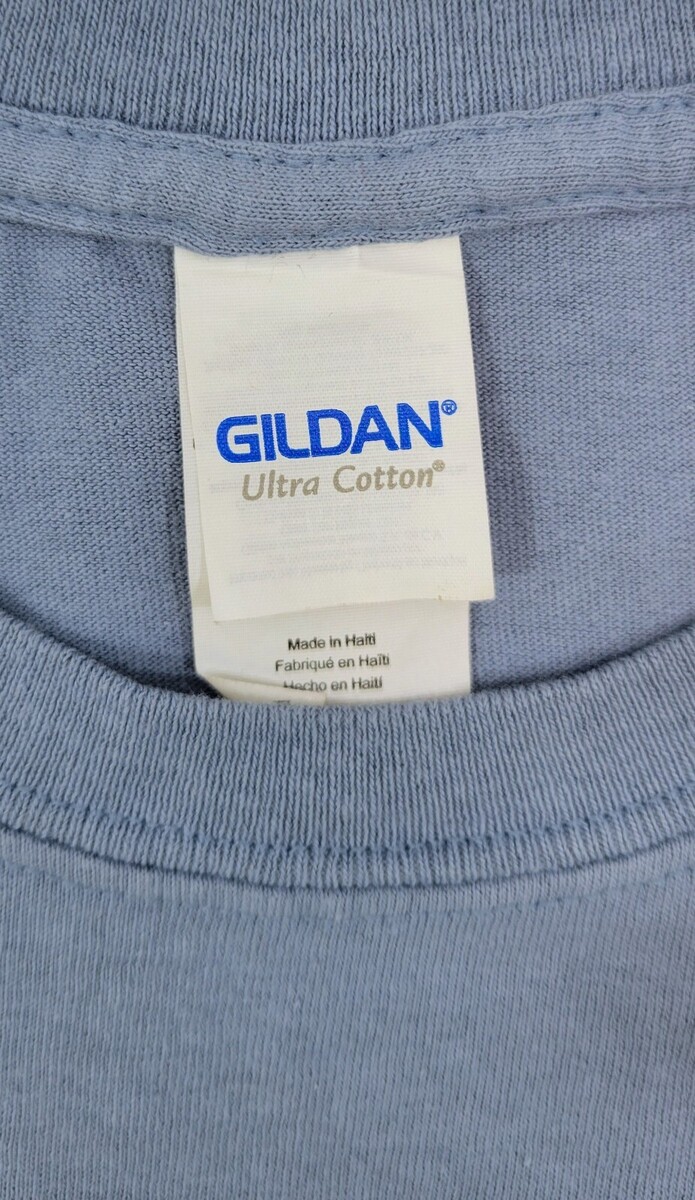 GILDAN®
Ultra Cotton®
Made in Haiti
Fabriqué en Haïti
Hecho en Haití